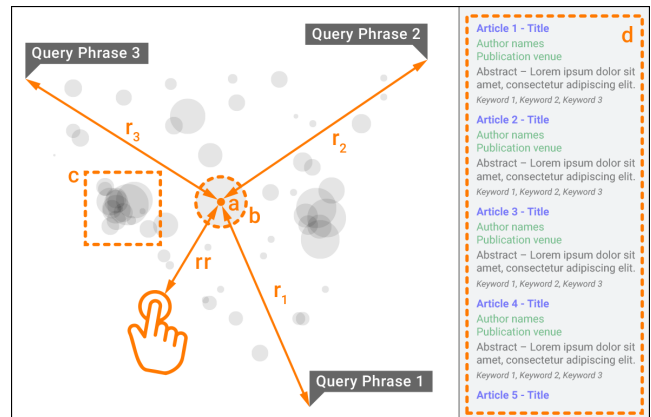 Query Phrase 3
Query Phrase 2
r3
r2
c
a
b
rr
r1
Query Phrase 1
d
Article 1 - Title
Author names
Publication venue
Abstract – Lorem ipsum dolor sit
amet, consectetur adipiscing elit.
Keyword 1, Keyword 2, Keyword 3
Article 2 - Title
Author names
Publication venue
Abstract – Lorem ipsum dolor sit
amet, consectetur adipiscing elit.
Keyword 1, Keyword 2, Keyword 3
Article 3 - Title
Author names
Publication venue
Abstract – Lorem ipsum dolor sit
amet, consectetur adipiscing elit.
Keyword 1, Keyword 2, Keyword 3
Article 4 - Title
Author names
Publication venue
Abstract – Lorem ipsum dolor sit
amet, consectetur adipiscing elit.
Keyword 1, Keyword 2, Keyword 3
Article 5 - Title